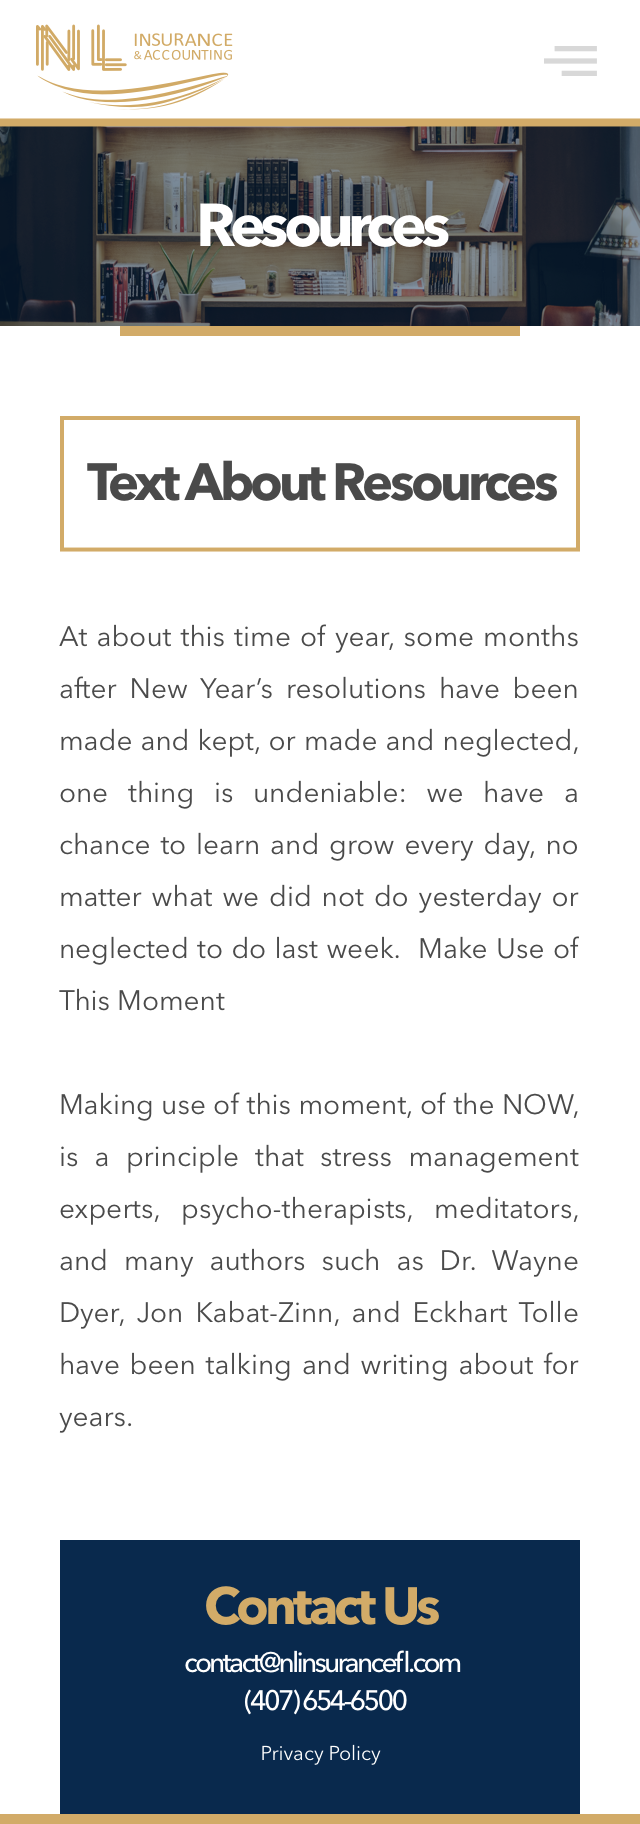 NL INSURANCE
& ACCOUNTING
Resources
Text About Resources
At about this time of year, some months
after New Year’s resolutions have been
made and kept, or made and neglected,
one thing is undeniable: we have a
chance to learn and grow every day, no
matter what we did not do yesterday or
neglected to do last week.  Make Use of
This Moment
Making use of this moment, of the NOW,
is a principle that stress management
experts, psycho-therapists, meditators,
and many authors such as Dr. Wayne
Dyer, Jon Kabat-Zinn, and Eckhart Tolle
have been talking and writing about for
years.
Contact Us
contact@nlinsurancefl.com
(407) 654-6500
Privacy Policy